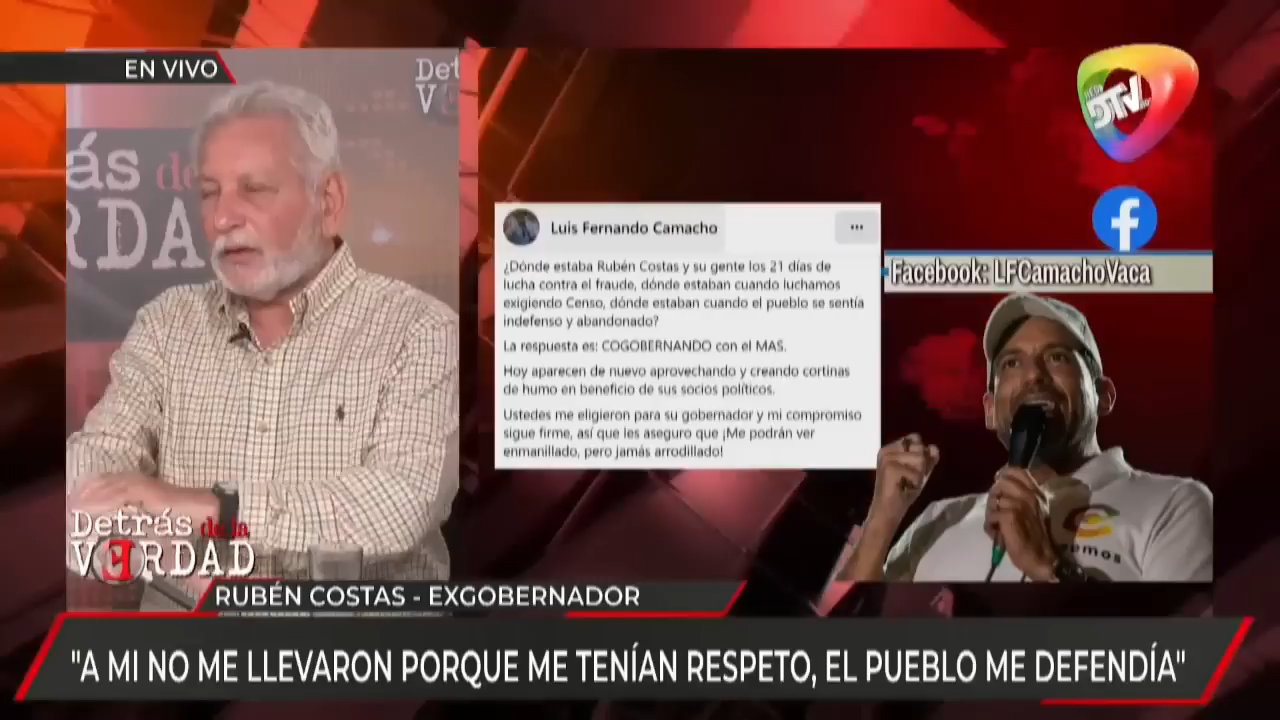 EN VIVO
Det
V
ás de
RDA
RED
DTV
Luis Fernando Camacho
...
Facebook: LFCamachoVaca
¿Dónde estaba Rubén Costas y su gente los 21 días de
lucha contra el fraude, dónde estaban cuando luchamos
exigiendo Censo, dónde estaban cuando el pueblo se sentía
indefenso y abandonado?
La respuesta es: COGOBERNANDO con el MAS.
Hoy aparecen de nuevo aprovechando y creando cortinas
de humo en beneficio de sus socios políticos.
Ustedes me eligieron para su gobernador y mi compromiso
sigue firme, así que les aseguro que ¡Me podrán ver
enmanillado, pero jamás arrodillado!
emos
Detrás de la
VERDAD
RUBÉN COSTAS - EXGOBERNADOR
"A MI NO ME LLEVARON PORQUE ME TENÍAN RESPETO, EL PUEBLO ME DEFENDÍA"